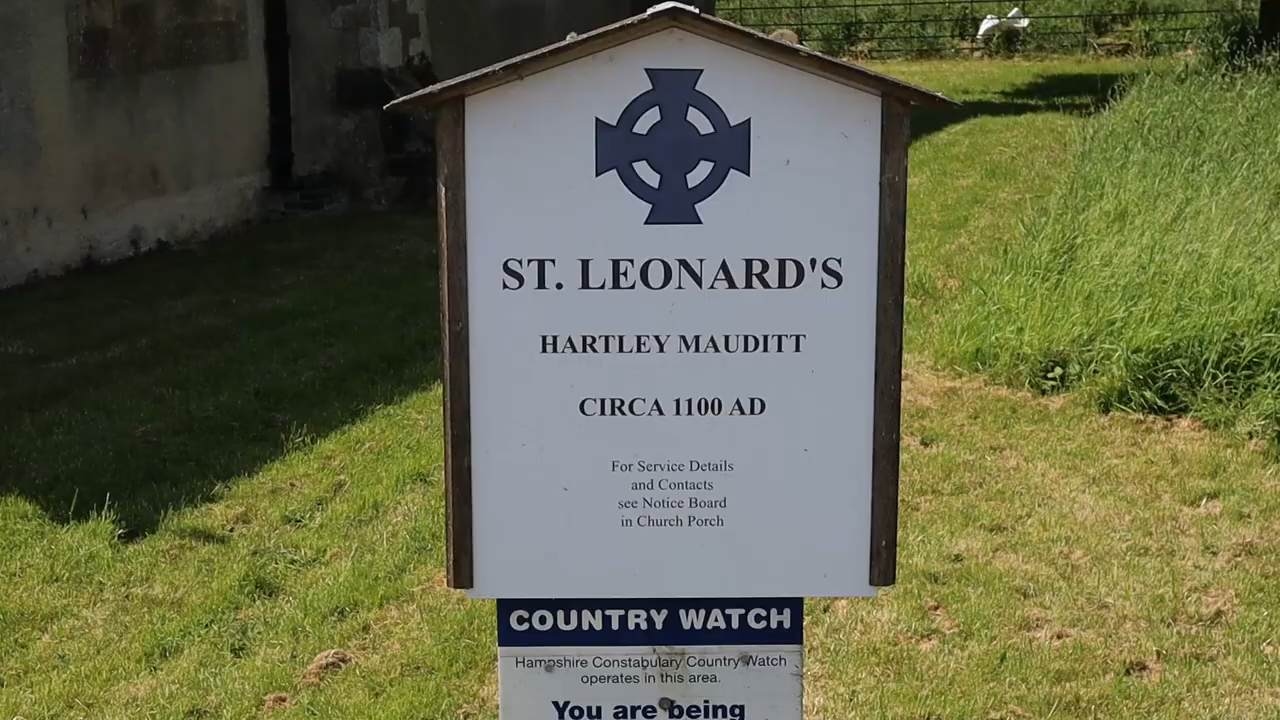 ST. LEONARD'S
HARTLEY MAUDITT
CIRCA 1100 AD
For Service Details
and Contacts
see Notice Board
in Church Porch
COUNTRY WATCH
Hampshire Constabulary Country Watch
operates in this area.
You are being